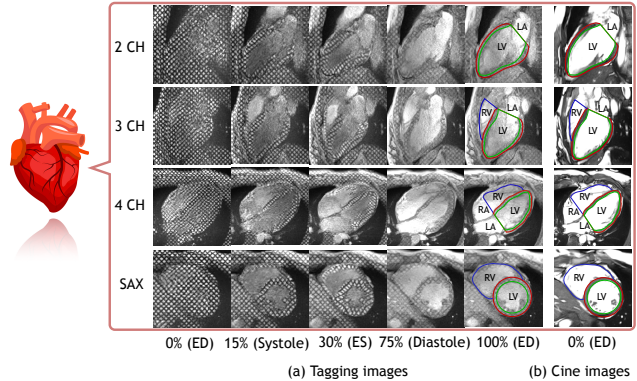 2 CH
LA
LV
LA
LV
3 CH
RV
LA
LV
RV
LA
LV
4 CH
RV
RA
LV
LA
RV
RA
LV
LA
SAX
RV
LV
RV
LV
0% (ED) 15% (Systole) 30% (ES) 75% (Diastole) 100% (ED) 0% (ED)
(a) Tagging images (b) Cine images